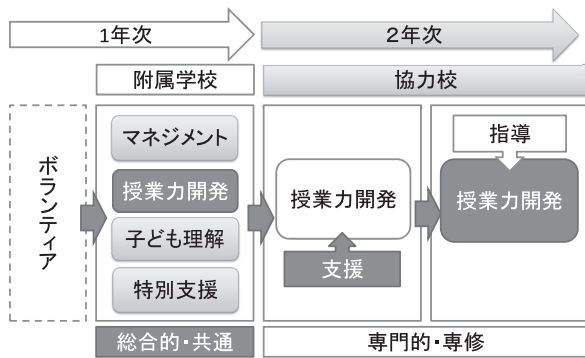 1年次
2年次
附属学校
協力校
ボランティア
マネジメント
授業力開発
子ども理解
特別支援
授業力開発
支援
指導
授業力開発
総合的・共通
専門的・専修